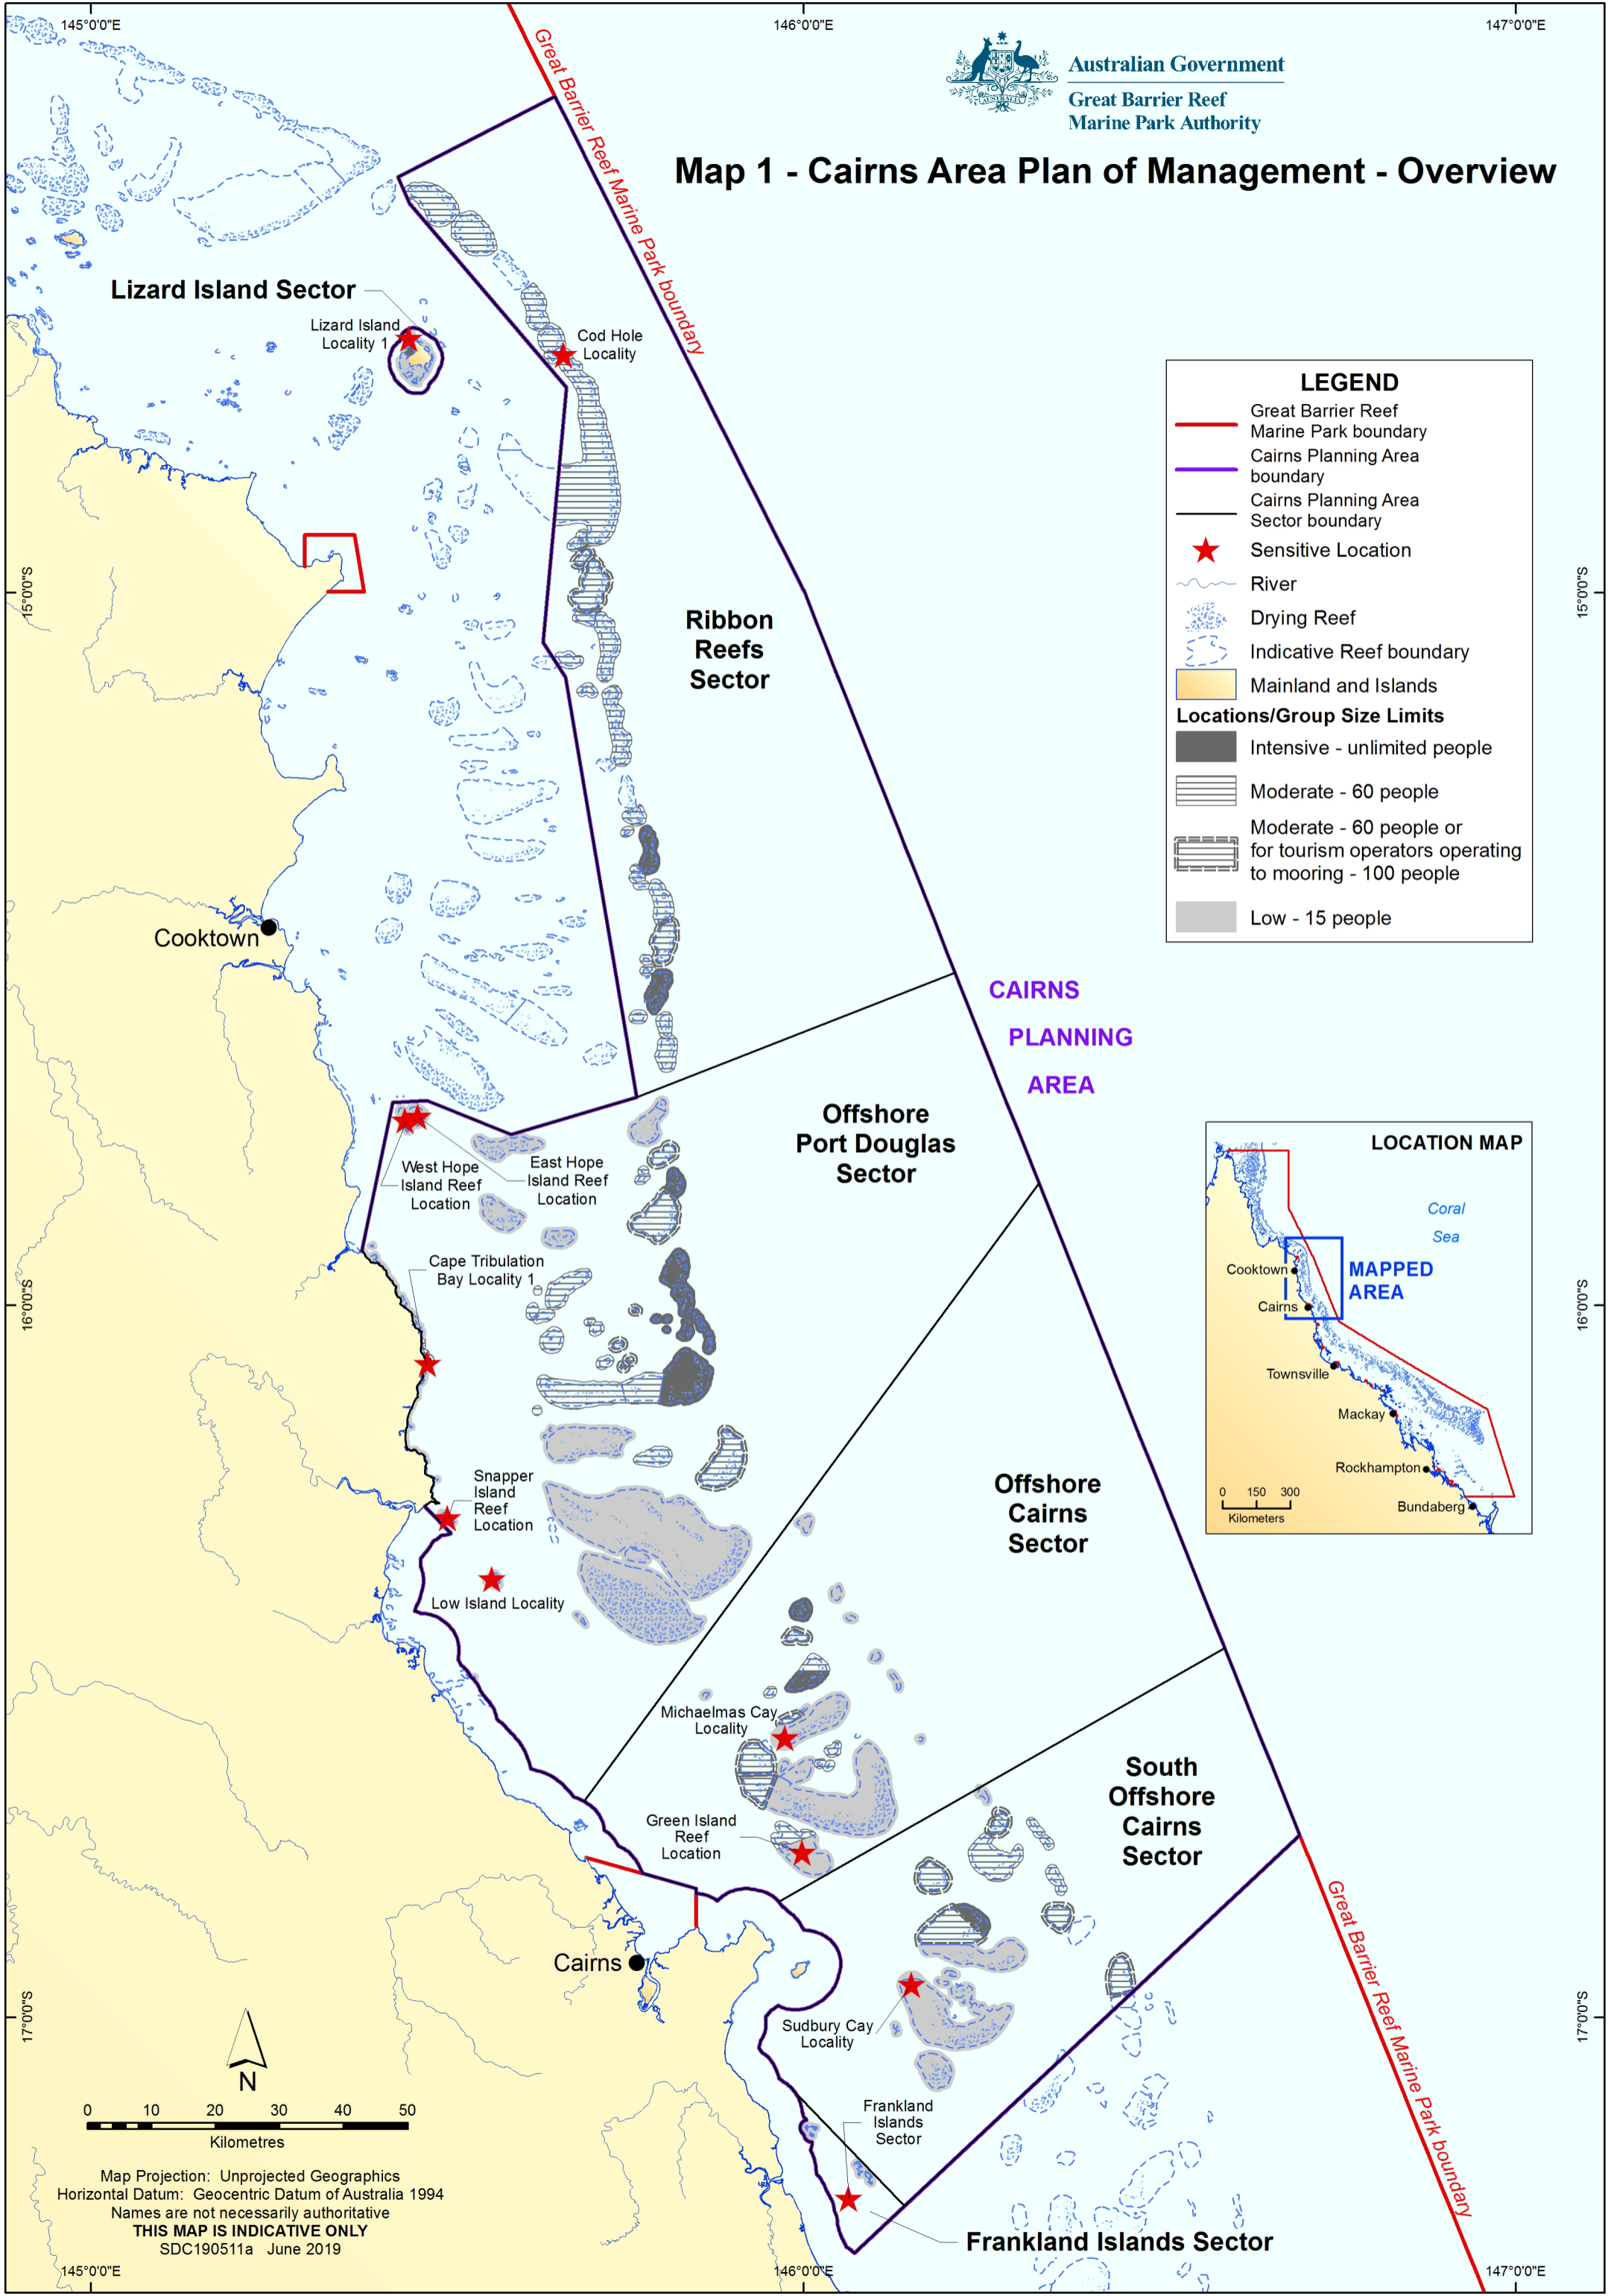 145°0'0"E
146°0'0"E
147°0'0"E
Great Barrier Reef Marine Park boundary
Australian Government
Great Barrier Reef
Marine Park Authority
AUSTRALIA
Map 1 - Cairns Area Plan of Management - Overview
Lizard Island Sector
Lizard Island
Locality 1
Cod Hole
Locality
LEGEND
Great Barrier Reef
Marine Park boundary
Cairns Planning Area
boundary
Cairns Planning Area
Sector boundary
Sensitive Location
River
Drying Reef
Indicative Reef boundary
Mainland and Islands
Locations/Group Size Limits
Intensive - unlimited people
Moderate - 60 people
Moderate - 60 people or
for tourism operators operating
to mooring - 100 people
Low - 15 people
15°0'0"S
15°0'0"S
Ribbon
Reefs
Sector
Cooktown
CAIRNS
PLANNING
AREA
Offshore
Port Douglas
Sector
West Hope
Island Reef
Location
East Hope
Island Reef
Location
LOCATION MAP
Coral
Sea
Cooktown
MAPPED
AREA
Cairns
Townsville
Mackay
Rockhampton
Bundaberg
0 150 300
Kilometers
Cape Tribulation
Bay Locality 1
16°0'0"S
16°0'0"S
Snapper
Island
Reef
Location
Low Island Locality
Offshore
Cairns
Sector
Michaelmas Cay
Locality
Green Island
Reef
Location
South
Offshore
Cairns
Sector
Cairns
Sudbury Cay
Locality
17°0'0"S
17°0'0"S
Great Barrier Reef Marine Park boundary
Frankland
Islands
Sector
Frankland Islands Sector
N
0 10 20 30 40 50
Kilometres
Map Projection: Unprojected Geographics
Horizontal Datum: Geocentric Datum of Australia 1994
Names are not necessarily authoritative
THIS MAP IS INDICATIVE ONLY
SDC190511a June 2019
145°0'0"E
146°0'0"E
147°0'0"E